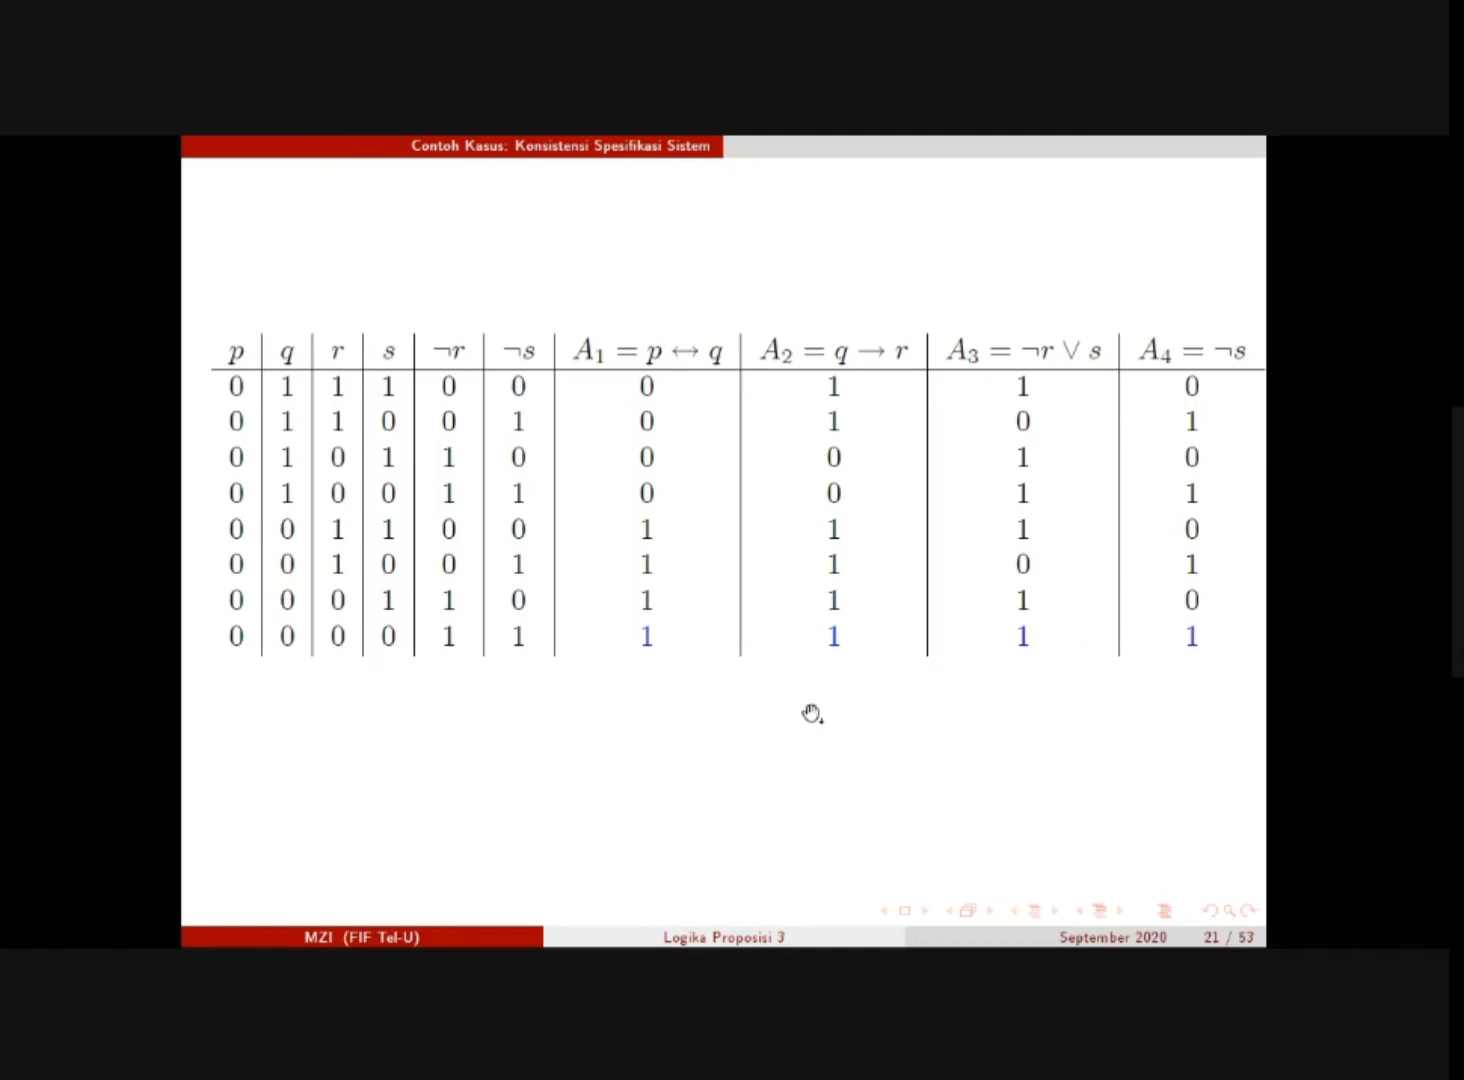 Contoh Kasus: Konsistensi Spesifikasi Sistem
p q r s ¬r ¬s A₁ = p ↔ q A₂ = q → r A₃ = ¬r ∨ s A₄ = ¬s
0 1 1 1 0 0 0 1 1 0
0 1 1 0 0 1 0 1 0 1
0 1 0 1 1 0 0 0 1 0
0 1 0 0 1 1 0 0 1 1
0 0 1 1 0 0 1 1 1 0
0 0 1 0 0 1 1 1 0 1
0 0 0 1 1 0 1 1 1 0
0 0 0 0 1 1 1 1 1 1
MZI (FIF Tel-U) Logika Proposisi 3 September 2020 21 / 53